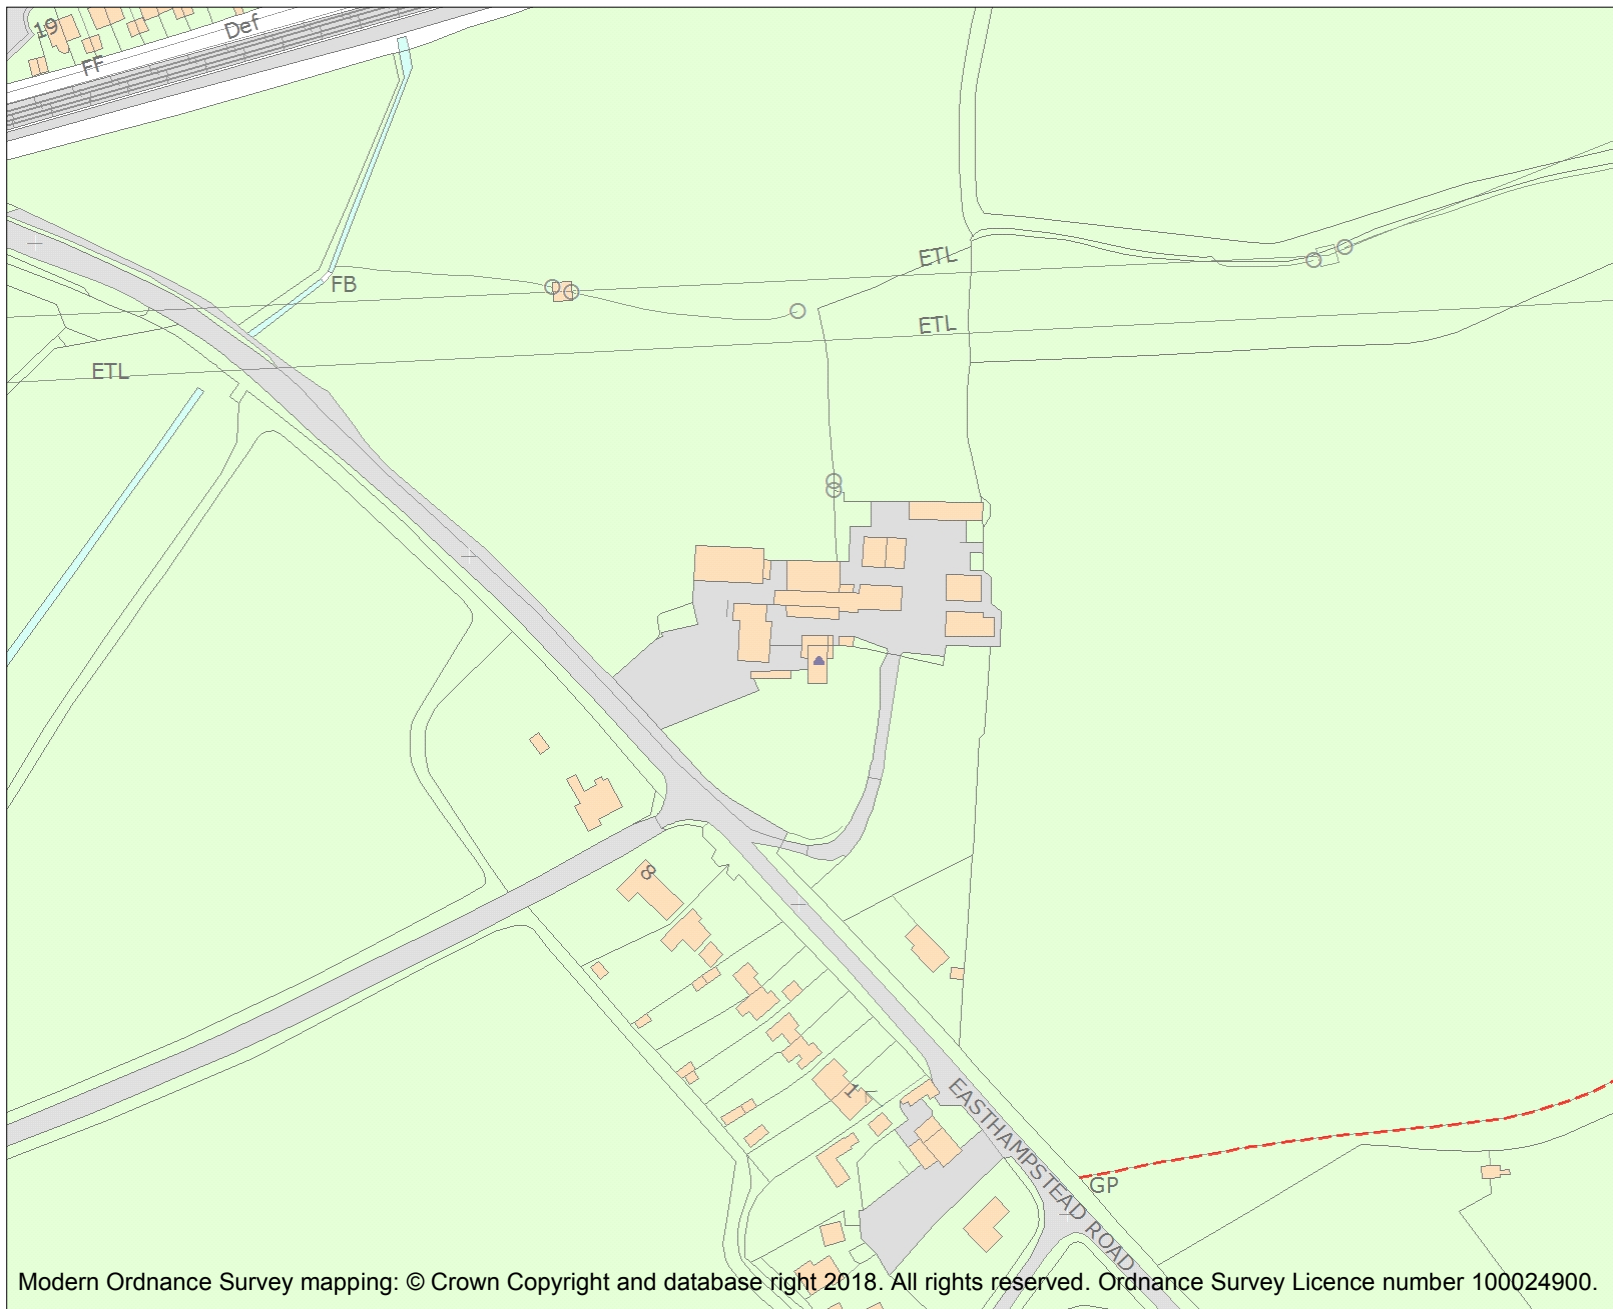 19
Def
FF
ETL
FB
ETL
ETL
8
1
EASTHAMPSTEAD ROAD
GP
Modern Ordnance Survey mapping: © Crown Copyright and database right 2018. All rights reserved. Ordnance Survey Licence number 100024900.